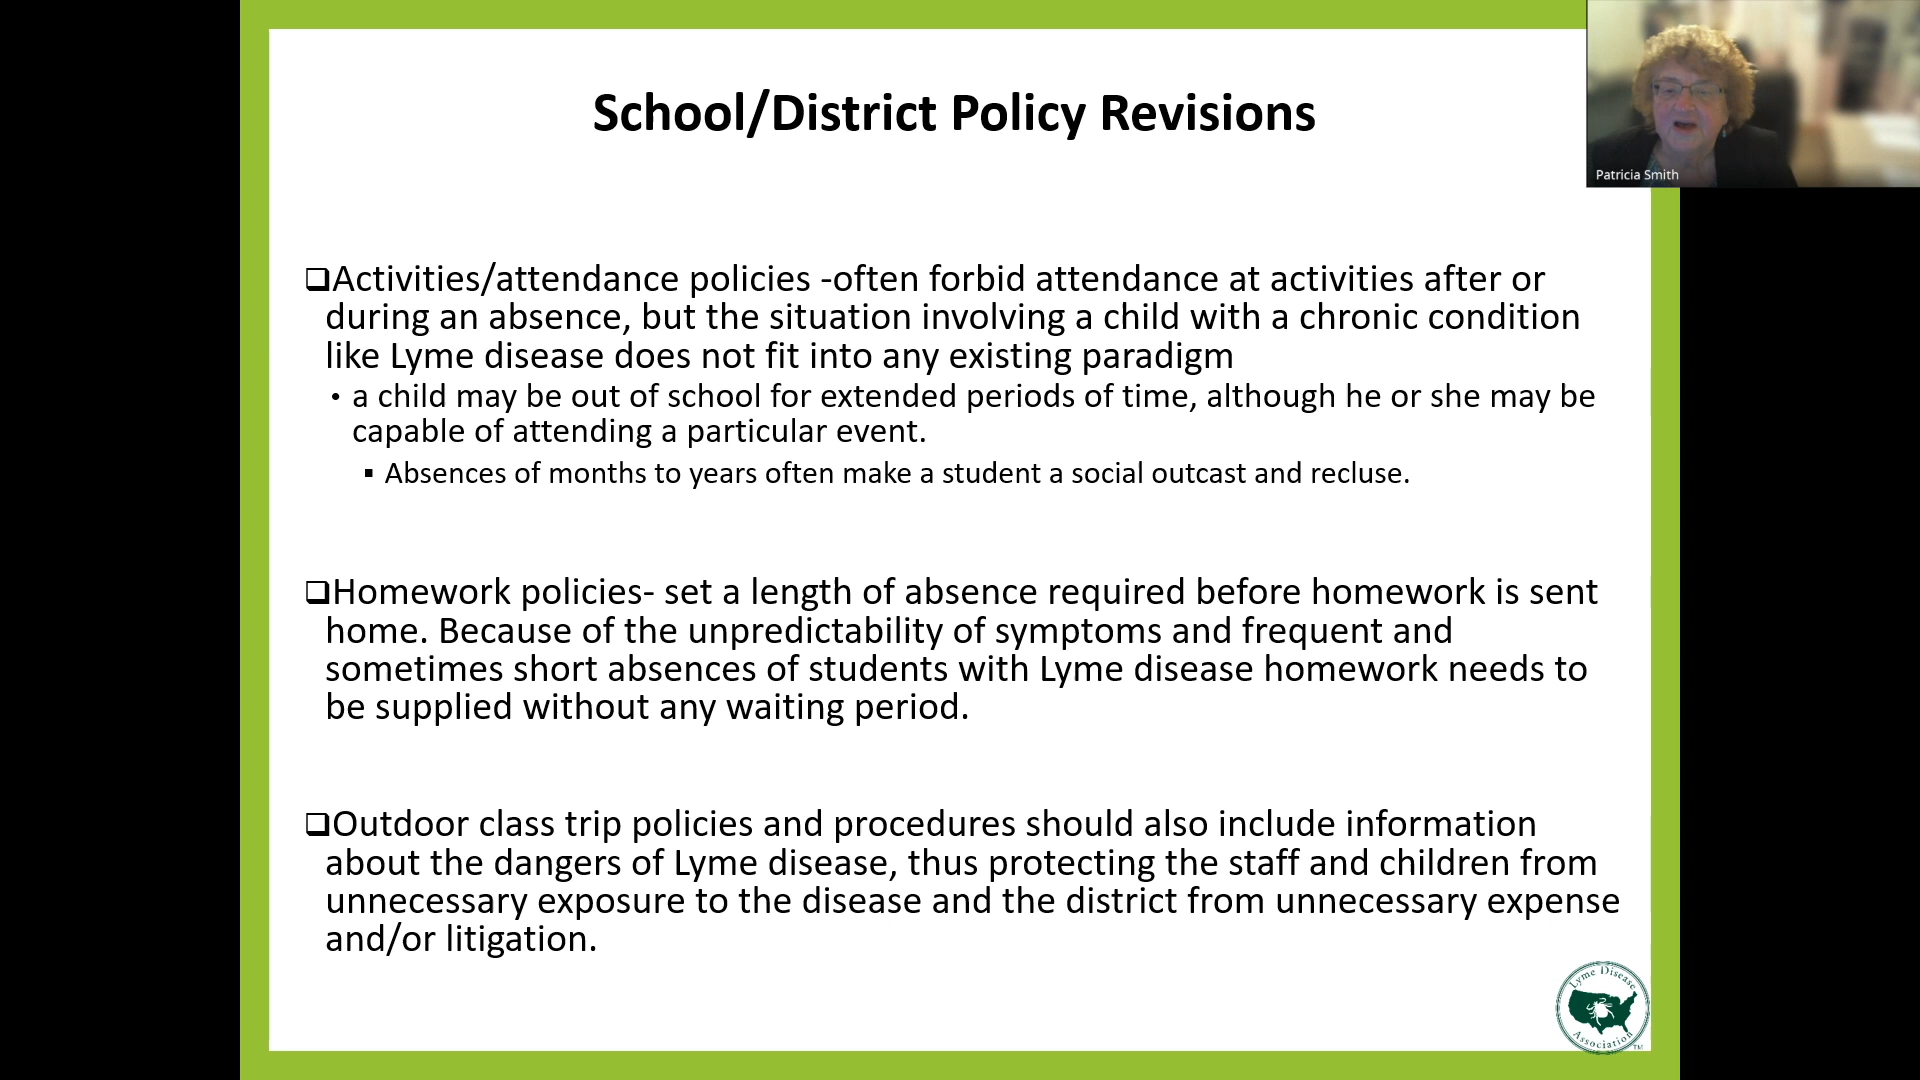 School/District Policy Revisions
Patricia Smith
❑Activities/attendance policies -often forbid attendance at activities after or
during an absence, but the situation involving a child with a chronic condition
like Lyme disease does not fit into any existing paradigm
• a child may be out of school for extended periods of time, although he or she may be
capable of attending a particular event.
▪ Absences of months to years often make a student a social outcast and recluse.
❑Homework policies- set a length of absence required before homework is sent
home. Because of the unpredictability of symptoms and frequent and
sometimes short absences of students with Lyme disease homework needs to
be supplied without any waiting period.
❑Outdoor class trip policies and procedures should also include information
about the dangers of Lyme disease, thus protecting the staff and children from
unnecessary exposure to the disease and the district from unnecessary expense
and/or litigation.
Lyme Disease
Association
TM